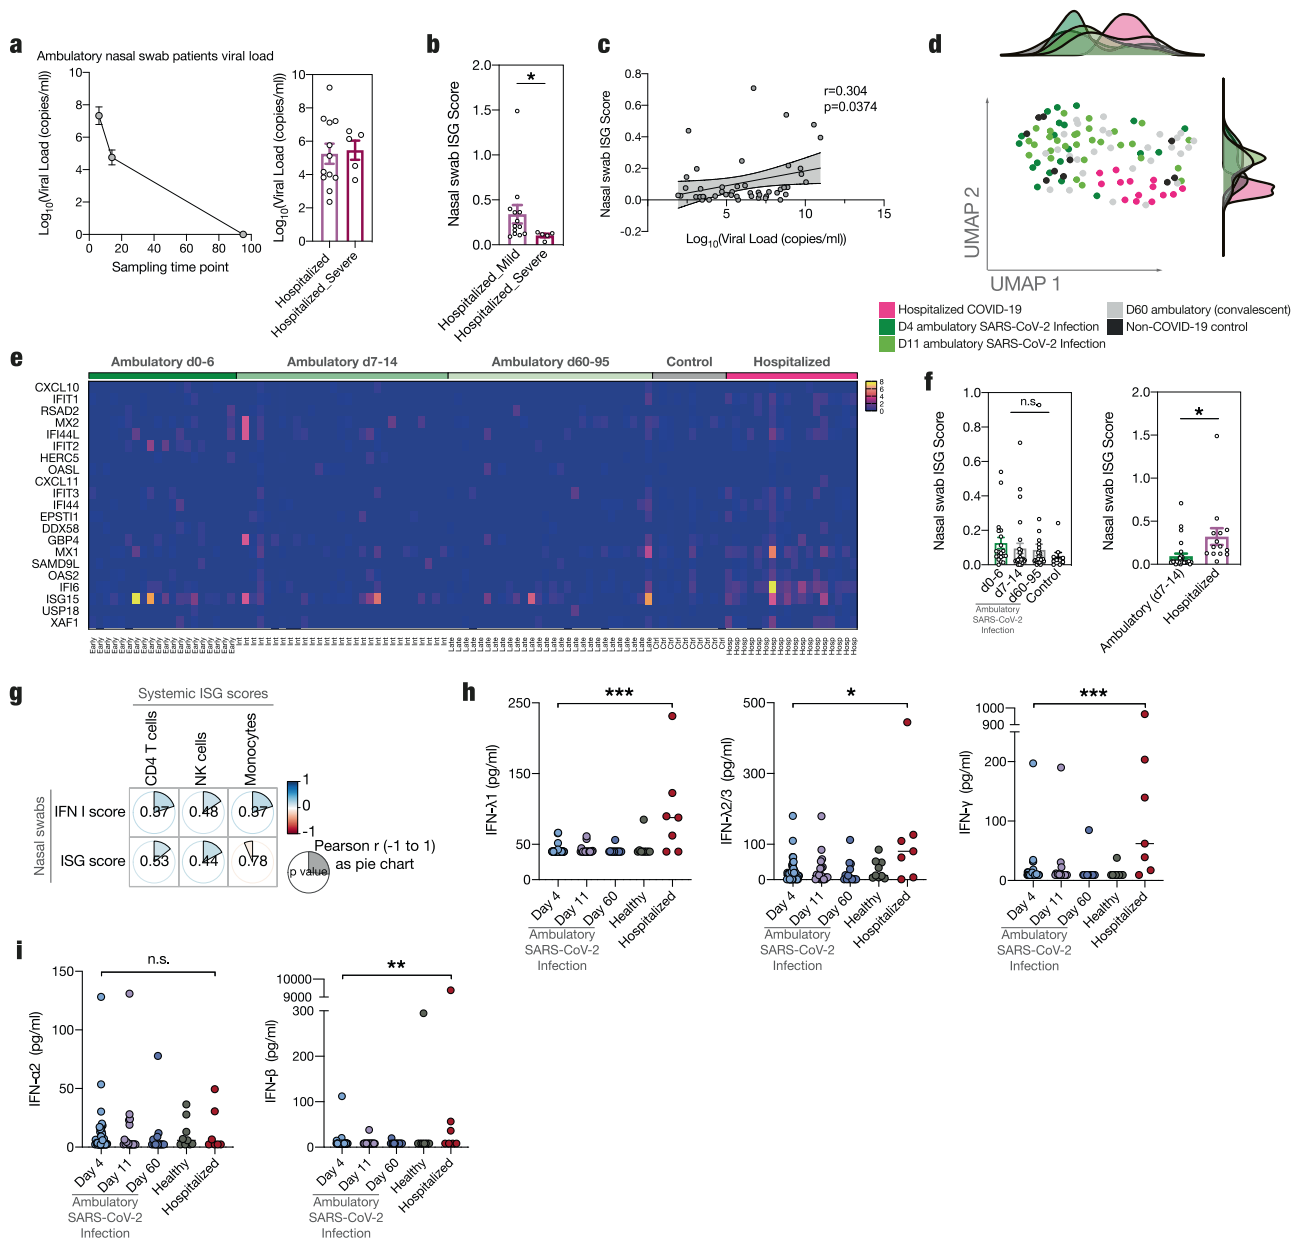 a
Ambulatory nasal swab patients viral load
Log10(Viral Load (copies/ml))
10
8
6
4
2
0
0 20 40 60 80 100
Sampling time point
Log10(Viral Load (copies/ml))
10
8
6
4
2
0
Hospitalized
Hospitalized_Severe
b
Nasal swab ISG Score
2.0
1.5
1.0
0.5
0.0
*
Hospitalized_Mild
Hospitalized_Severe
c
Nasal swab ISG Score
0.8
0.6
0.4
0.2
0.0
-0.2
5 10 15
r=0.304
p=0.0374
Log10(Viral Load (copies/ml))
d
UMAP 2
UMAP 1
Hospitalized COVID-19
D4 ambulatory SARS-CoV-2 Infection
D11 ambulatory SARS-CoV-2 Infection
D60 ambulatory (convalescent)
Non-COVID-19 control
e
Ambulatory d0-6
Ambulatory d7-14
Ambulatory d60-95
Control
Hospitalized
CXCL10
IFIT1
RSAD2
MX2
IFI44L
IFIT2
HERC5
OASL
CXCL11
IFIT3
IFI44
EPSTI1
DDX58
GBP4
MX1
SAMD9L
OAS2
IFI6
ISG15
USP18
XAF1
8
6
4
2
0
f
Nasal swab ISG Score
1.0
0.8
0.6
0.4
0.2
0.0
n.s.
d0-6
d7-14
d60-95
Control
Ambulatory
SARS-CoV-2
Infection
Nasal swab ISG Score
2.0
1.5
1.0
0.5
0.0
*
Ambulatory (d7-14)
Hospitalized
g
Systemic ISG scores
CD4 T cells
NK cells
Monocytes
Nasal swabs
IFN I score
0.37 0.48 0.37
ISG score
0.53 0.44 0.78
1
0
-1
Pearson r (-1 to 1)
as pie chart
p value
h
IFN-λ1 (pg/ml)
250
150
50
0
***
Day 4
Day 11
Day 60
Healthy
Hospitalized
Ambulatory
SARS-CoV-2
Infection
IFN-λ2/3 (pg/ml)
500
300
100
0
*
Day 4
Day 11
Day 60
Healthy
Hospitalized
Ambulatory
SARS-CoV-2
Infection
IFN-γ (pg/ml)
1000
900
200
100
0
***
Day 4
Day 11
Day 60
Healthy
Hospitalized
Ambulatory
SARS-CoV-2
Infection
i
IFN-α2 (pg/ml)
150
100
50
0
n.s.
Day 4
Day 11
Day 60
Healthy
Hospitalized
Ambulatory
SARS-CoV-2
Infection
IFN-β (pg/ml)
10000
9000
300
200
100
0
**
Day 4
Day 11
Day 60
Healthy
Hospitalized
Ambulatory
SARS-CoV-2
Infection